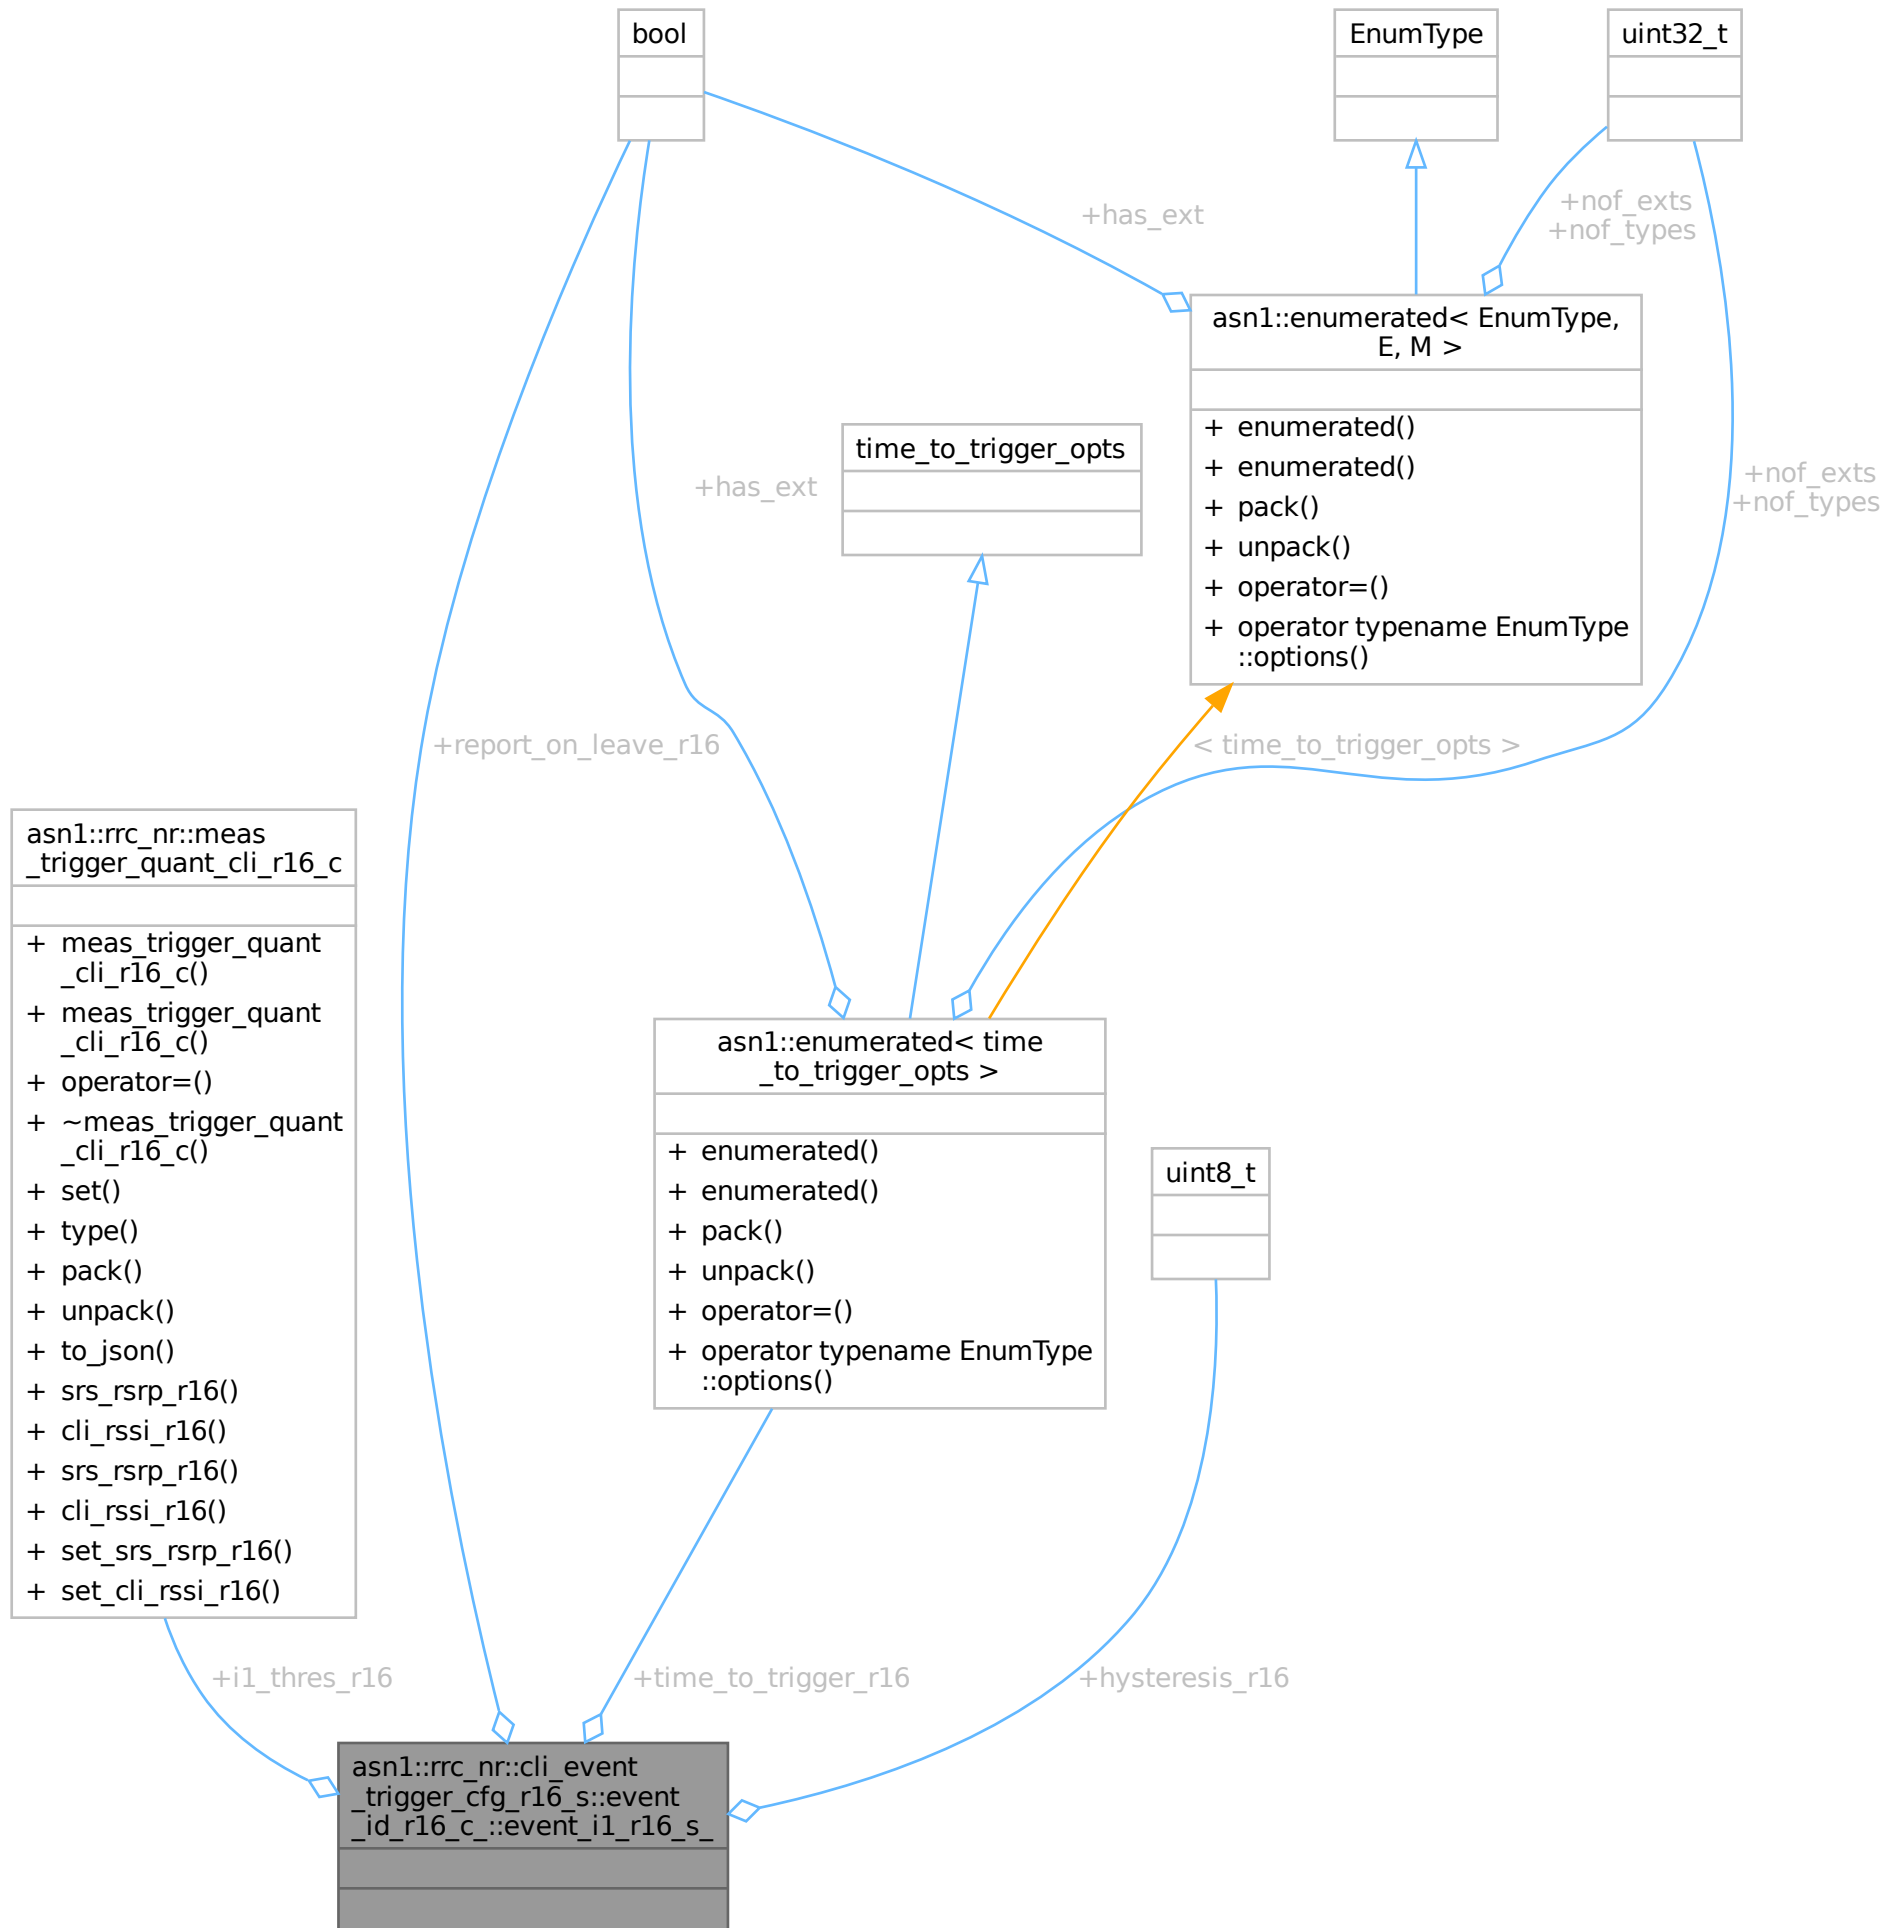 bool
EnumType
uint32_t
+has_ext
+nof_exts
+nof_types
asn1::enumerated< EnumType,
E, M >
+ enumerated()
+ enumerated()
+ pack()
+ unpack()
+ operator=()
+ operator typename EnumType
::options()
time_to_trigger_opts
+has_ext
+nof_exts
+nof_types
+report_on_leave_r16
< time_to_trigger_opts >
asn1::rrc_nr::meas
_trigger_quant_cli_r16_c
+ meas_trigger_quant
_cli_r16_c()
+ meas_trigger_quant
_cli_r16_c()
+ operator=()
+ ~meas_trigger_quant
_cli_r16_c()
+ set()
+ type()
+ pack()
+ unpack()
+ to_json()
+ srs_rsrp_r16()
+ cli_rssi_r16()
+ srs_rsrp_r16()
+ cli_rssi_r16()
+ set_srs_rsrp_r16()
+ set_cli_rssi_r16()
asn1::enumerated< time
_to_trigger_opts >
+ enumerated()
+ enumerated()
+ pack()
+ unpack()
+ operator=()
+ operator typename EnumType
::options()
uint8_t
+i1_thres_r16
+time_to_trigger_r16
+hysteresis_r16
asn1::rrc_nr::cli_event
_trigger_cfg_r16_s::event
_id_r16_c_::event_i1_r16_s_